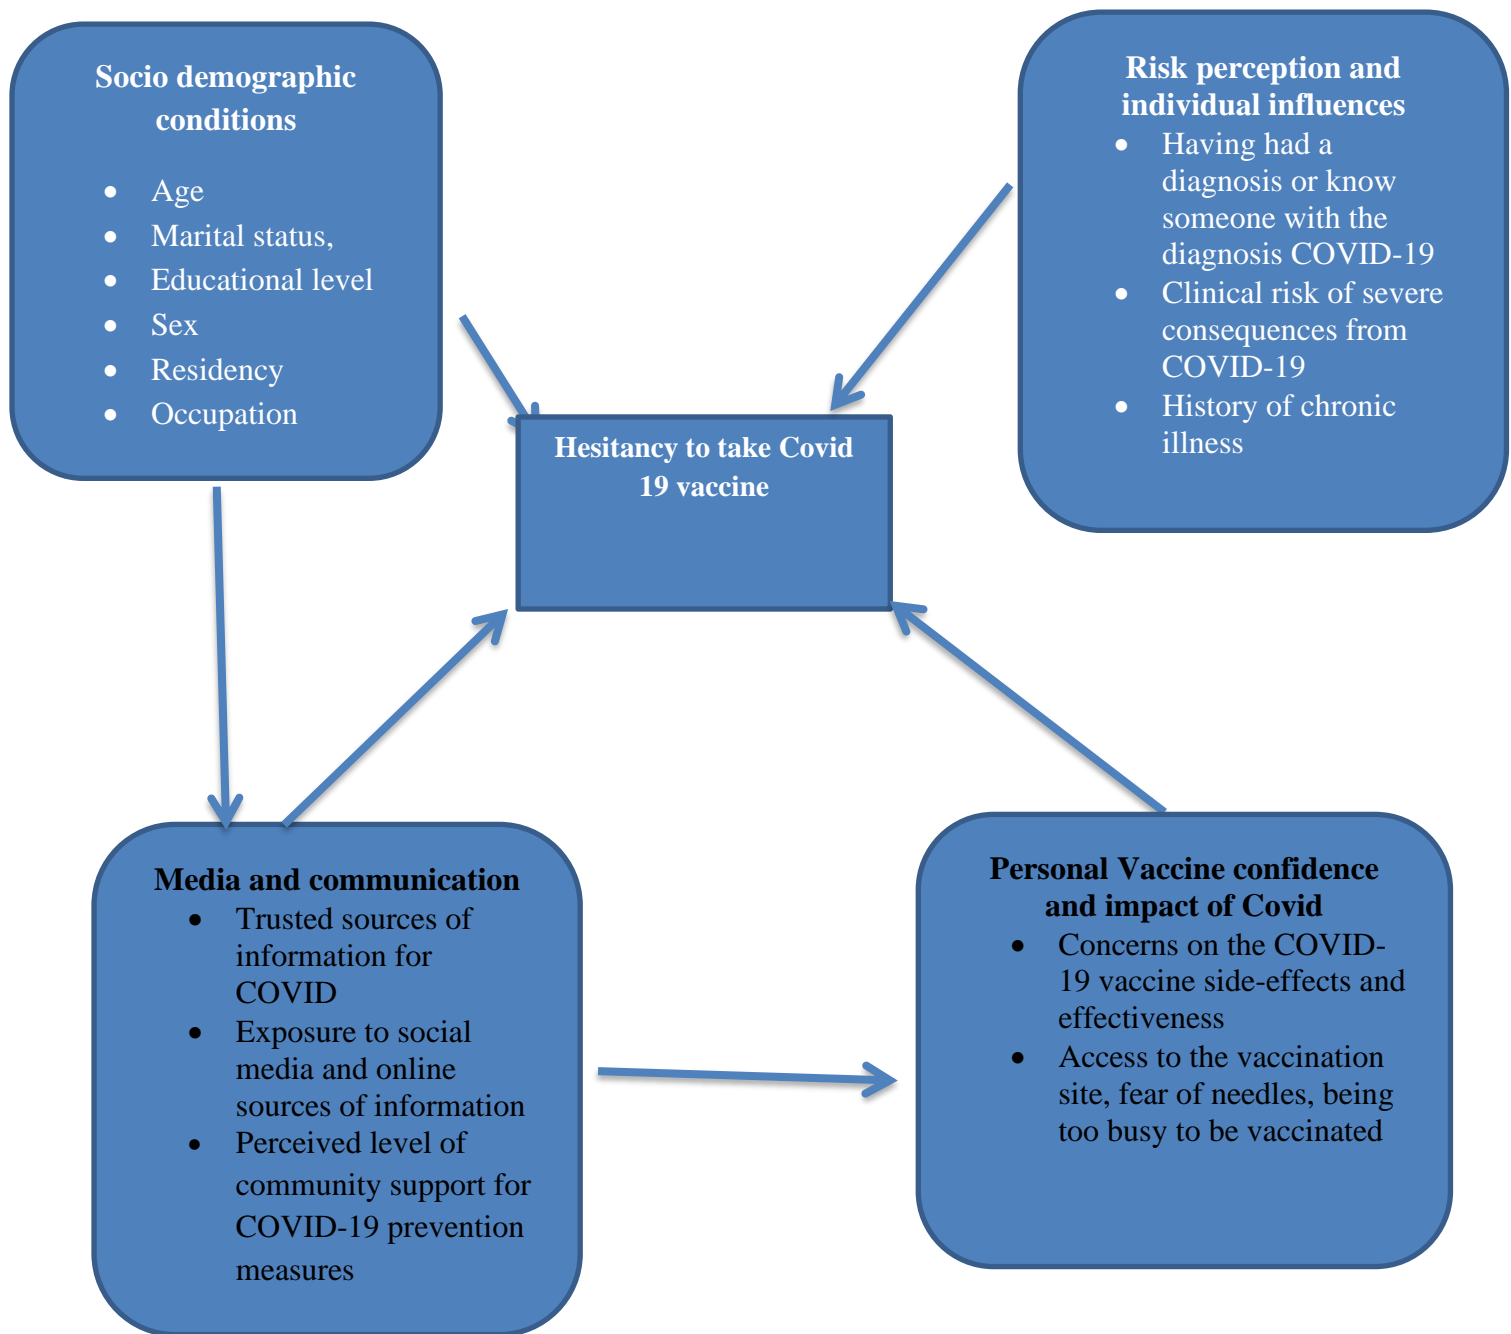 Socio demographic
conditions
• Age
• Marital status,
• Educational level
• Sex
• Residency
• Occupation
Risk perception and
individual influences
• Having had a
diagnosis or know
someone with the
diagnosis COVID-19
• Clinical risk of severe
consequences from
COVID-19
• History of chronic
illness
Hesitancy to take Covid
19 vaccine
Media and communication
• Trusted sources of
information for
COVID
• Exposure to social
media and online
sources of information
• Perceived level of
community support for
COVID-19 prevention
measures
Personal Vaccine confidence
and impact of Covid
• Concerns on the COVID-
19 vaccine side-effects and
effectiveness
• Access to the vaccination
site, fear of needles, being
too busy to be vaccinated